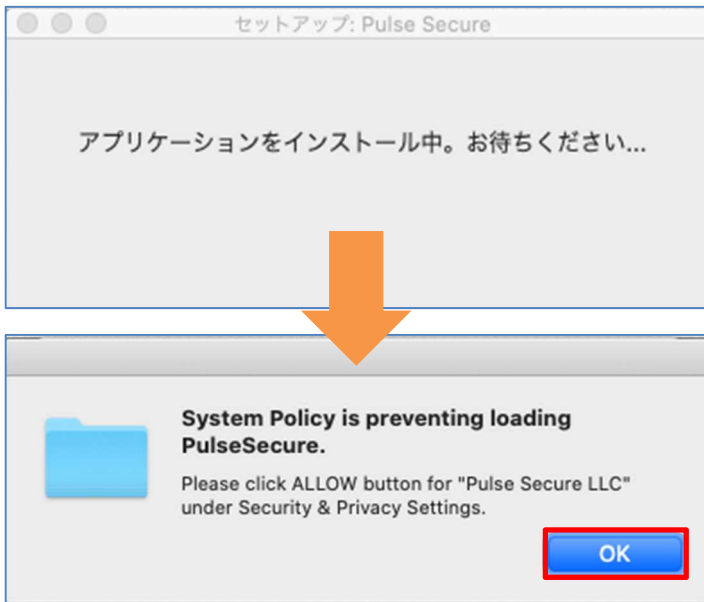 セットアップ: Pulse Secure
アプリケーションをインストール中。お待ちください...
System Policy is preventing loading
PulseSecure.
Please click ALLOW button for "Pulse Secure LLC"
under Security & Privacy Settings.
OK